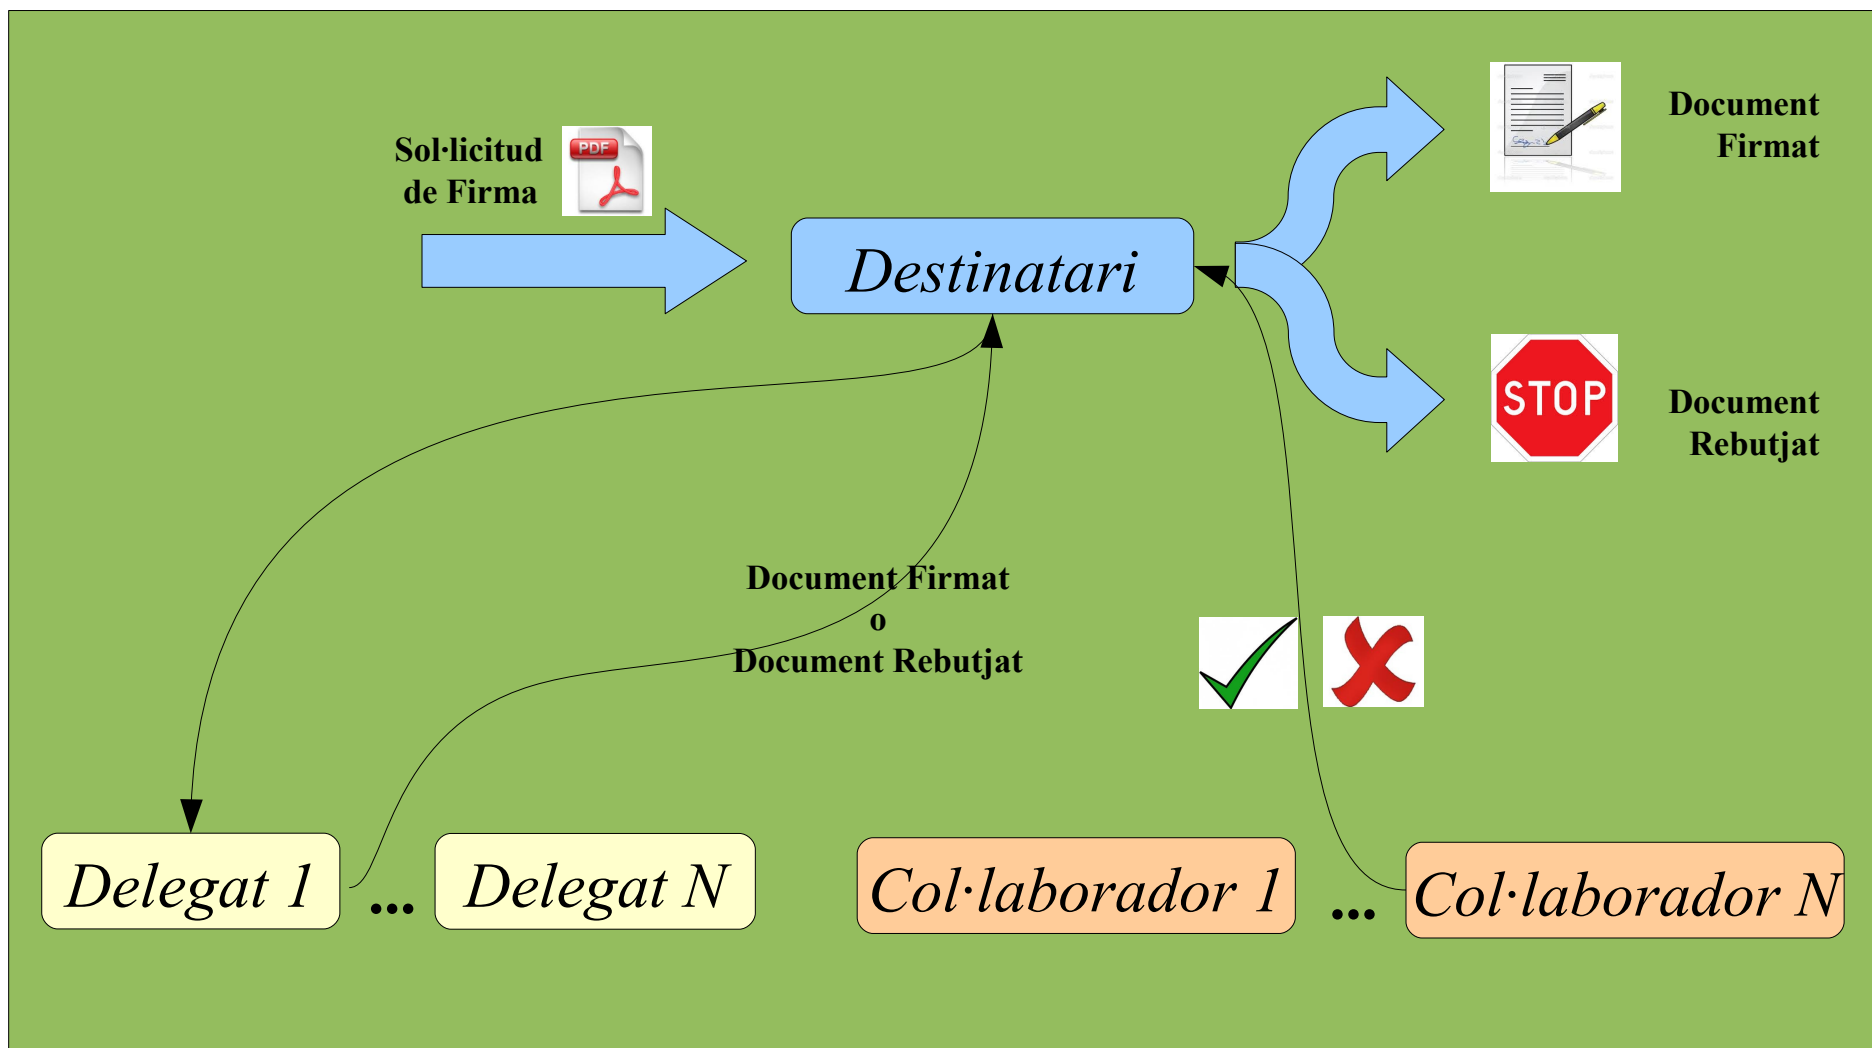 Sol·licitud
de Firma
PDF
Destinatari
Document
Firmat
STOP
Document
Rebutjat
Document Firmat
o
Document Rebutjat
Delegat 1
...
Delegat N
Col·laborador 1
...
Col·laborador N